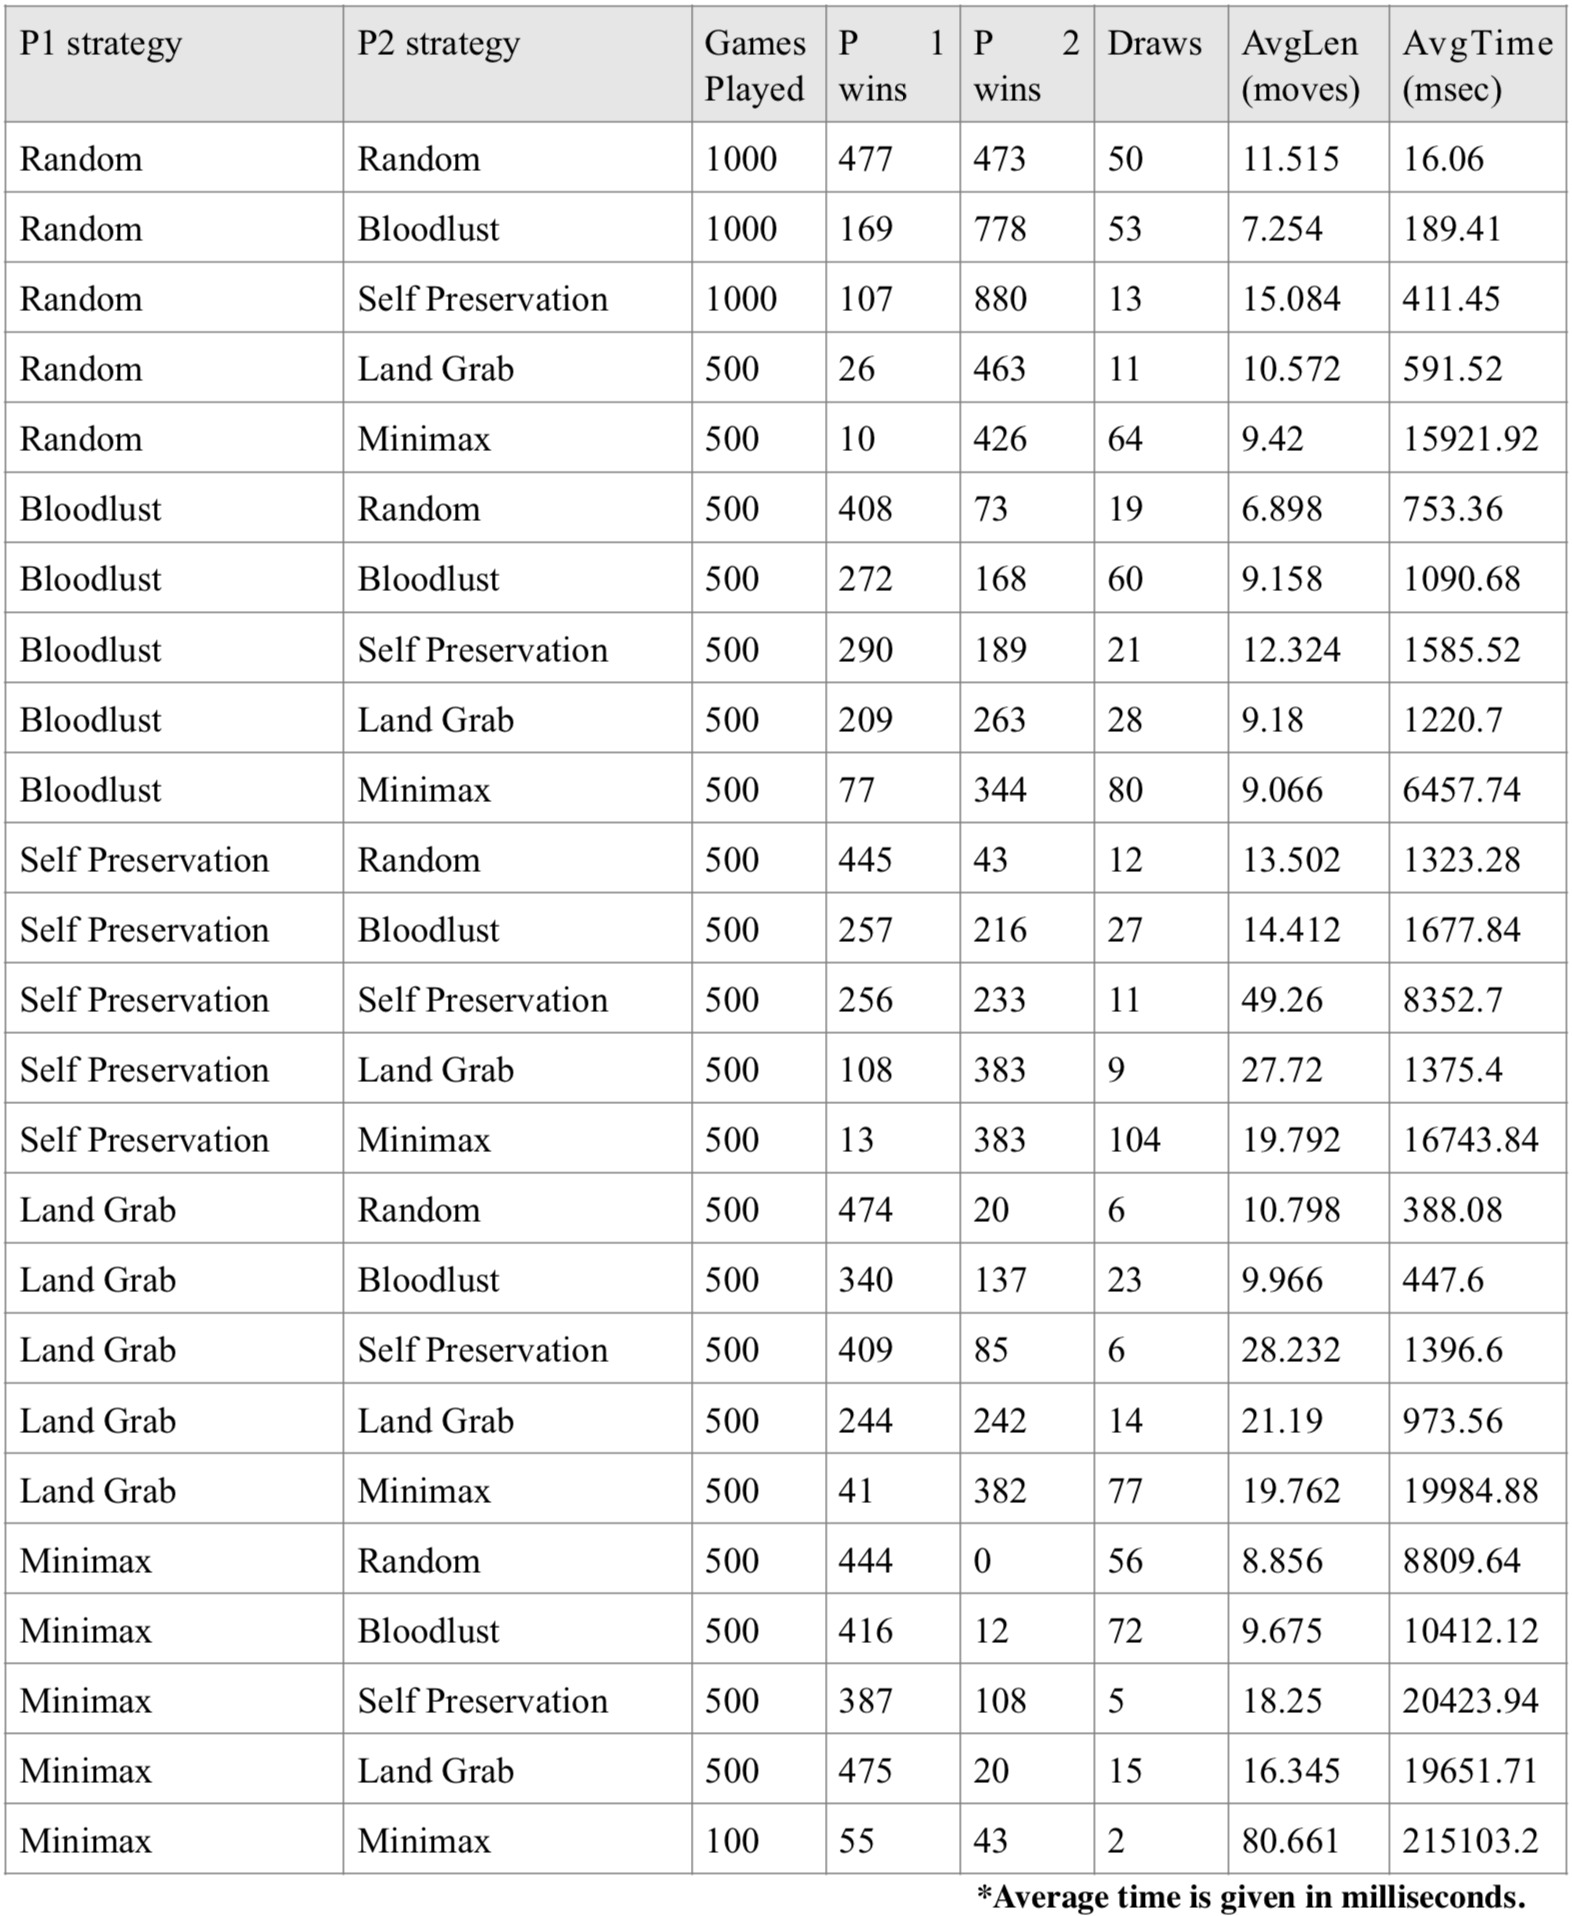 P1 strategy P2 strategy Games Played P 1 wins P 2 wins Draws AvgLen (moves) AvgTime (msec)
Random Random 1000 477 473 50 11.515 16.06
Random Bloodlust 1000 169 778 53 7.254 189.41
Random Self Preservation 1000 107 880 13 15.084 411.45
Random Land Grab 500 26 463 11 10.572 591.52
Random Minimax 500 10 426 64 9.42 15921.92
Bloodlust Random 500 408 73 19 6.898 753.36
Bloodlust Bloodlust 500 272 168 60 9.158 1090.68
Bloodlust Self Preservation 500 290 189 21 12.324 1585.52
Bloodlust Land Grab 500 209 263 28 9.18 1220.7
Bloodlust Minimax 500 77 344 80 9.066 6457.74
Self Preservation Random 500 445 43 12 13.502 1323.28
Self Preservation Bloodlust 500 257 216 27 14.412 1677.84
Self Preservation Self Preservation 500 256 233 11 49.26 8352.7
Self Preservation Land Grab 500 108 383 9 27.72 1375.4
Self Preservation Minimax 500 13 383 104 19.792 16743.84
Land Grab Random 500 474 20 6 10.798 388.08
Land Grab Bloodlust 500 340 137 23 9.966 447.6
Land Grab Self Preservation 500 409 85 6 28.232 1396.6
Land Grab Land Grab 500 244 242 14 21.19 973.56
Land Grab Minimax 500 41 382 77 19.762 19984.88
Minimax Random 500 444 0 56 8.856 8809.64
Minimax Bloodlust 500 416 12 72 9.675 10412.12
Minimax Self Preservation 500 387 108 5 18.25 20423.94
Minimax Land Grab 500 475 20 15 16.345 19651.71
Minimax Minimax 100 55 43 2 80.661 215103.2
*Average time is given in milliseconds.